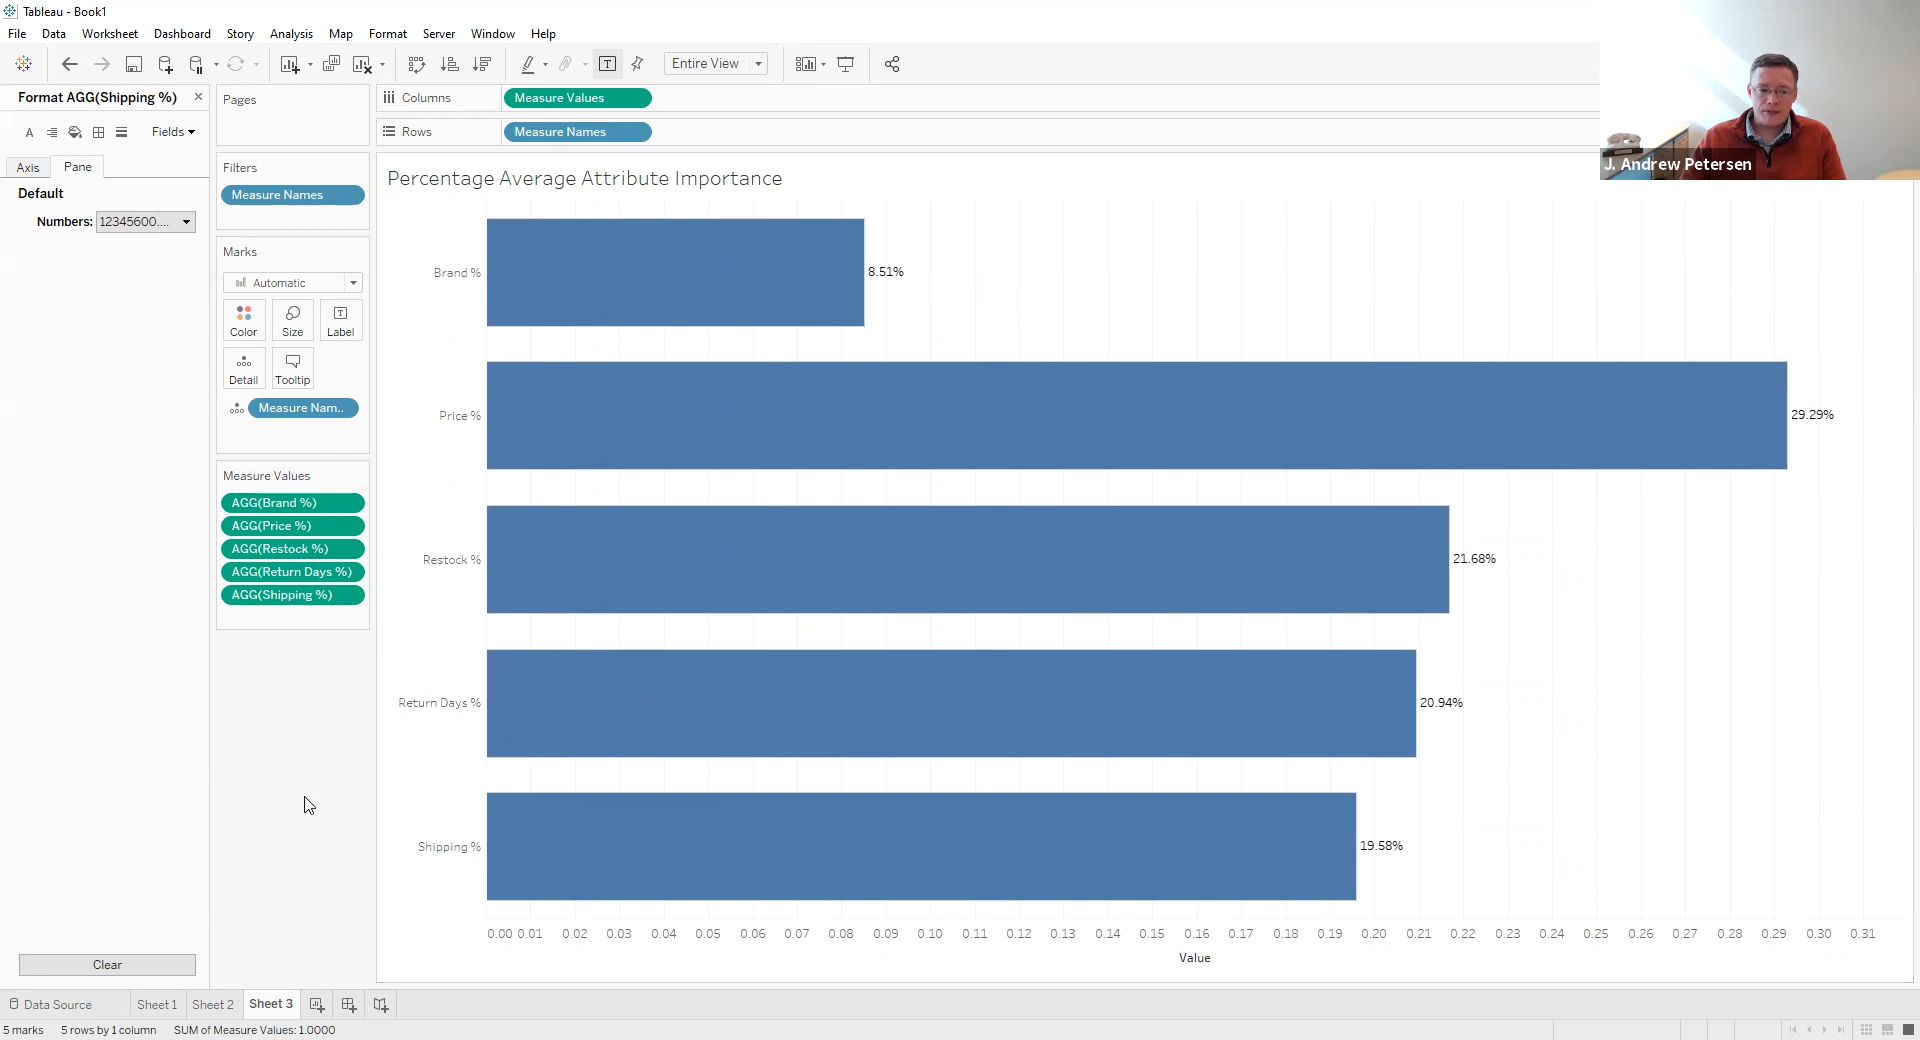 Tableau - Book1
File Data Worksheet Dashboard Story Analysis Map Format Server Window Help
Entire View
Format AGG(Shipping %)
Fields
Axis Pane
Default
Numbers: 12345600....
Clear
Pages
Filters
Measure Names
Marks
Automatic
Color Size Label
Detail Tooltip
Measure Nam..
Measure Values
AGG(Brand %)
AGG(Price %)
AGG(Restock %)
AGG(Return Days %)
AGG(Shipping %)
Columns Measure Values
Rows Measure Names
J. Andrew Petersen
Percentage Average Attribute Importance
Brand % 8.51%
Price % 29.29%
Restock % 21.68%
Return Days % 20.94%
Shipping % 19.58%
0.00 0.01 0.02 0.03 0.04 0.05 0.06 0.07 0.08 0.09 0.10 0.11 0.12 0.13 0.14 0.15 0.16 0.17 0.18 0.19 0.20 0.21 0.22 0.23 0.24 0.25 0.26 0.27 0.28 0.29 0.30 0.31
Value
Data Source Sheet 1 Sheet 2 Sheet 3
5 marks 5 rows by 1 column SUM of Measure Values: 1.0000